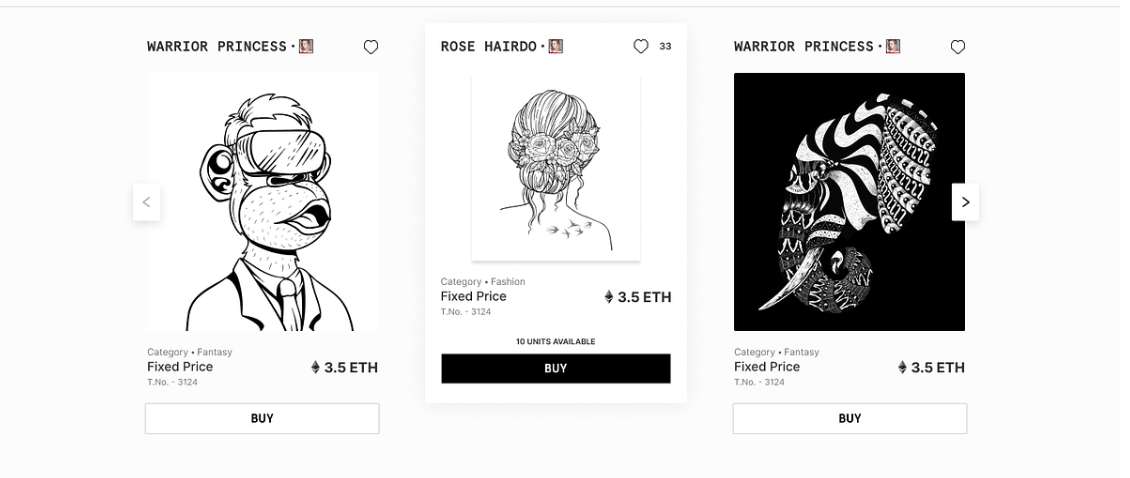 WARRIOR PRINCESS •
ROSE HAIRDO •
33
WARRIOR PRINCESS •
Category • Fantasy
Fixed Price
3.5 ETH
T.No. - 3124
BUY
Category • Fashion
Fixed Price
3.5 ETH
T.No. - 3124
10 UNITS AVAILABLE
BUY
Category • Fantasy
Fixed Price
3.5 ETH
T.No. - 3124
BUY